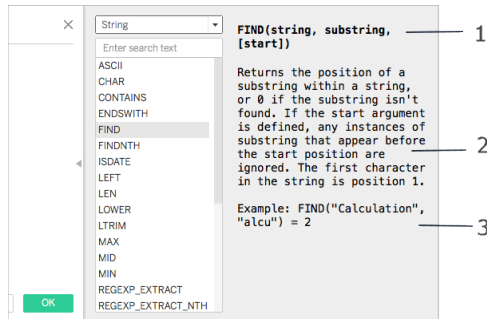 String
Enter search text
ASCII
CHAR
CONTAINS
ENDSWITH
FIND
FINDNTH
ISDATE
LEFT
LEN
LOWER
LTRIM
MAX
MID
MIN
REGEXP_EXTRACT
REGEXP_EXTRACT_NTH
OK
FIND(string, substring,
[start])
1
Returns the position of a
substring within a string,
or 0 if the substring isn't
found. If the start argument
is defined, any instances of
substring that appear before
the start position are
ignored. The first character
in the string is position 1.
2
Example: FIND("Calculation",
"alcu") = 2
3